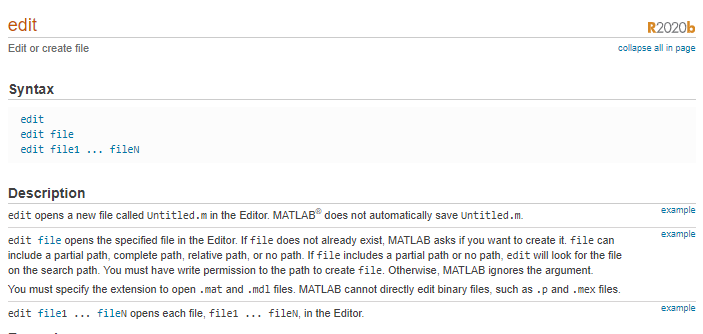 edit
R2020b
Edit or create file
collapse all in page
Syntax
edit
edit file
edit file1 ... fileN
Description
edit opens a new file called Untitled.m in the Editor. MATLAB® does not automatically save Untitled.m.
example
edit file opens the specified file in the Editor. If file does not already exist, MATLAB asks if you want to create it. file can
example
include a partial path, complete path, relative path, or no path. If file includes a partial path or no path, edit will look for the file
on the search path. You must have write permission to the path to create file. Otherwise, MATLAB ignores the argument.
You must specify the extension to open .mat and .mdl files. MATLAB cannot directly edit binary files, such as .p and .mex files.
edit file1 ... fileN opens each file, file1 ... fileN, in the Editor.
example